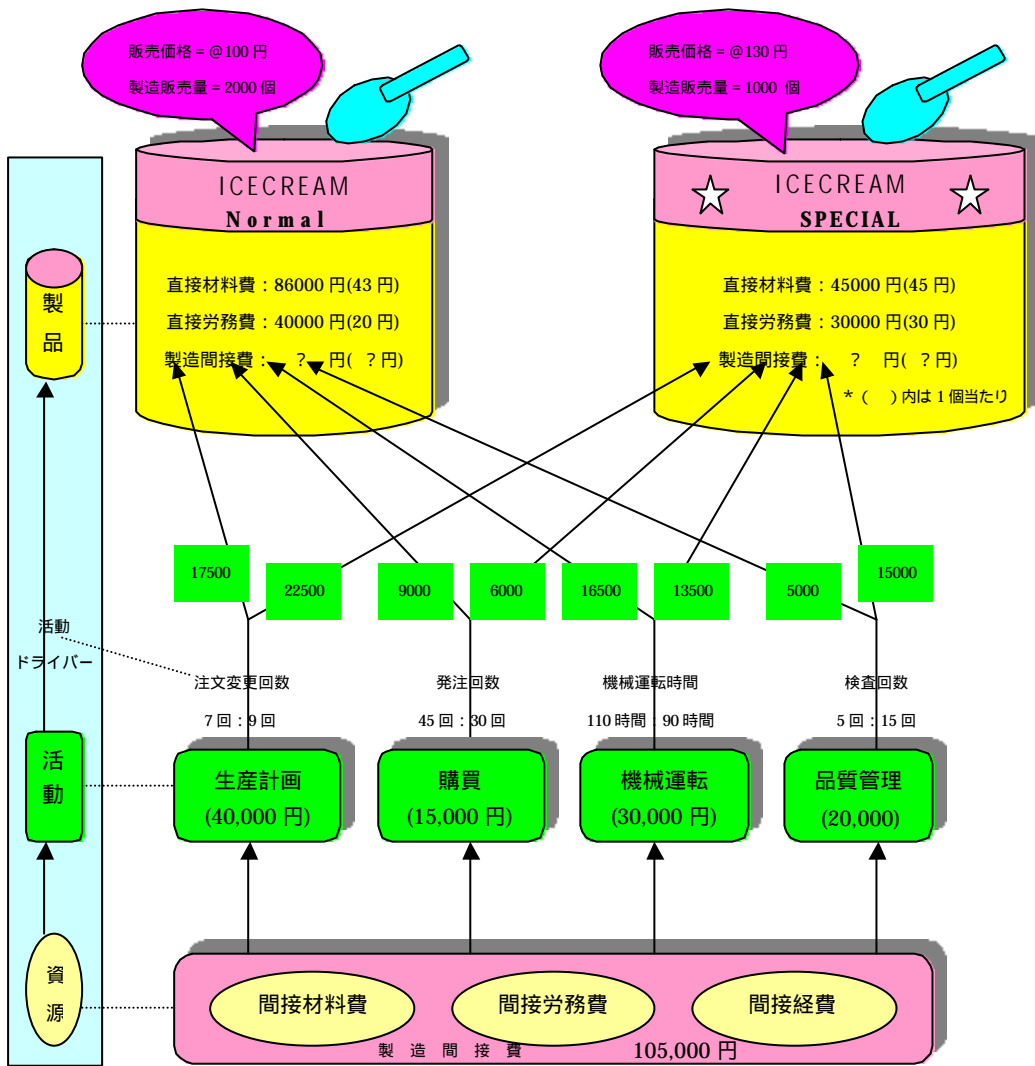 販売価格 = @100 円
製造販売量 = 2000 個
販売価格 = @130 円
製造販売量 = 1000 個
ICECREAM
Normal
ICECREAM
SPECIAL
直接材料費 : 86000 円(43 円)
直接労務費 : 40000 円(20 円)
製造間接費 : ? 円( ? 円)
直接材料費 : 45000 円(45 円)
直接労務費 : 30000 円(30 円)
製造間接費 : ? 円( ? 円)
* ( )内は 1 個当たり
製
品
17500
22500
9000
6000
16500
13500
5000
15000
活動
ドライバー
注文変更回数
7 回 : 9 回
発注回数
45 回 : 30 回
機械運転時間
110 時間 : 90 時間
検査回数
5 回 : 15 回
活
動
生産計画
(40,000 円)
購買
(15,000 円)
機械運転
(30,000 円)
品質管理
(20,000)
資
源
間接材料費
間接労務費
間接経費
製 造 間 接 費 105,000 円